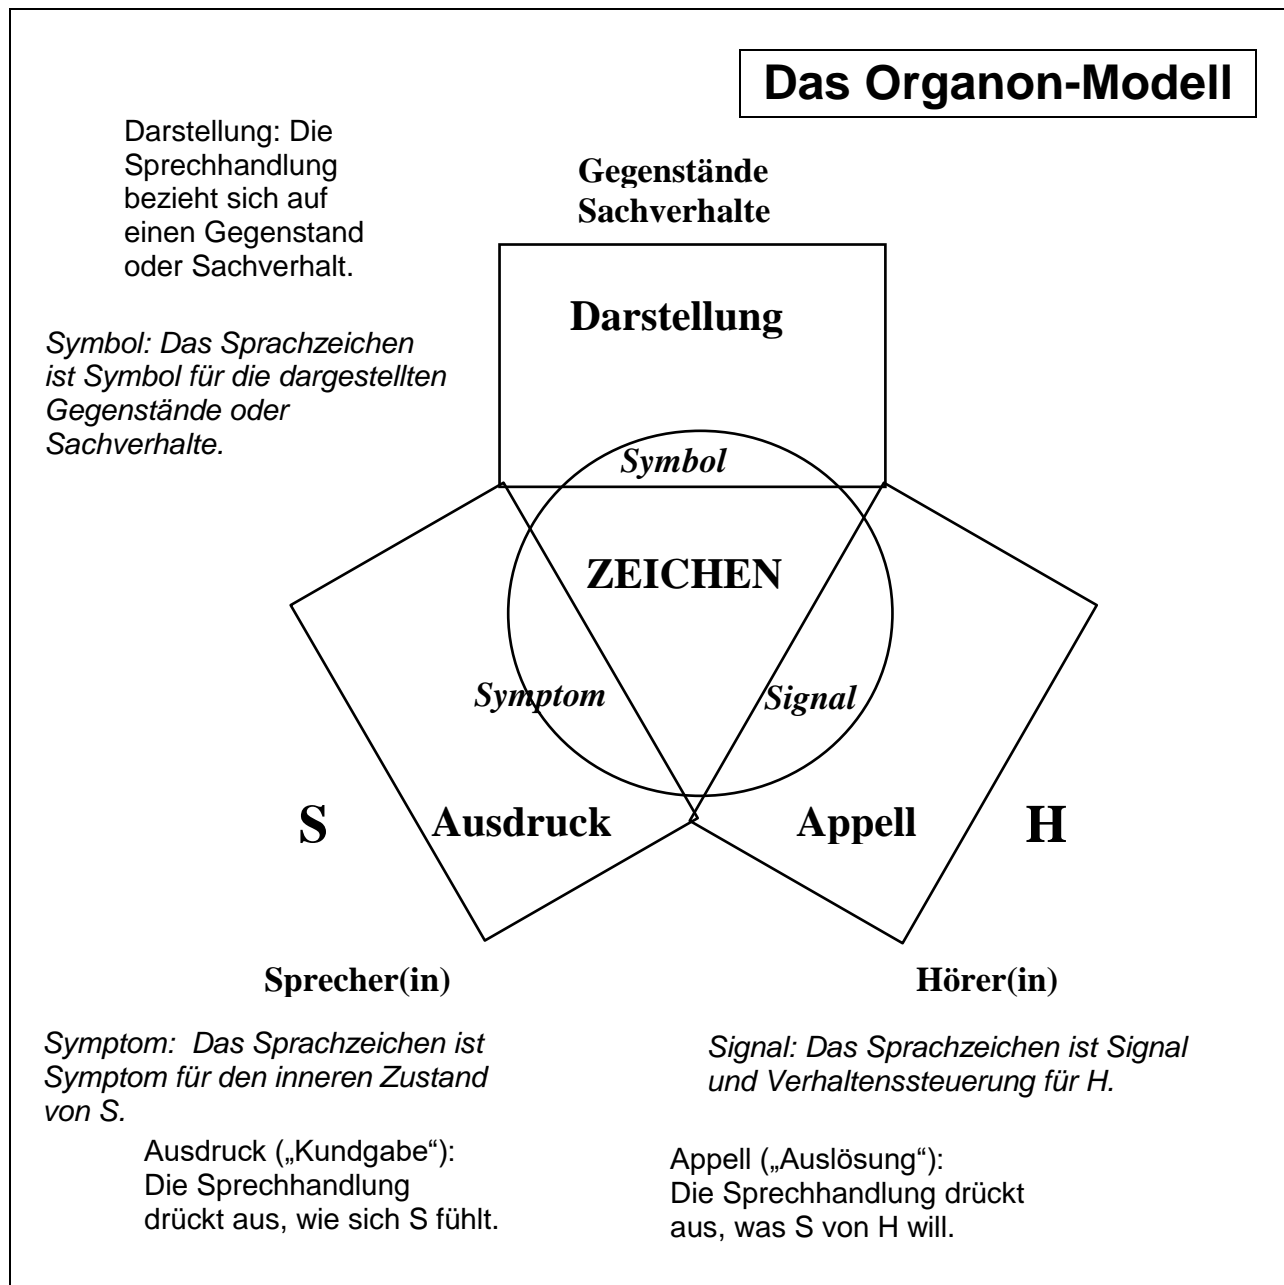 Das Organon-Modell
Darstellung: Die
Sprechhandlung
bezieht sich auf
einen Gegenstand
oder Sachverhalt.
Gegenstände
Sachverhalte
Darstellung
Symbol: Das Sprachzeichen
ist Symbol für die dargestellten
Gegenstände oder
Sachverhalte.
Symbol
ZEICHEN
Symptom
Signal
S
Ausdruck
Appell
H
Sprecher(in)
Hörer(in)
Symptom:  Das Sprachzeichen ist
Symptom für den inneren Zustand
von S.
Signal: Das Sprachzeichen ist Signal
und Verhaltenssteuerung für H.
Ausdruck („Kundgabe“):
Die Sprechhandlung
drückt aus, wie sich S fühlt.
Appell („Auslösung“):
Die Sprechhandlung drückt
aus, was S von H will.